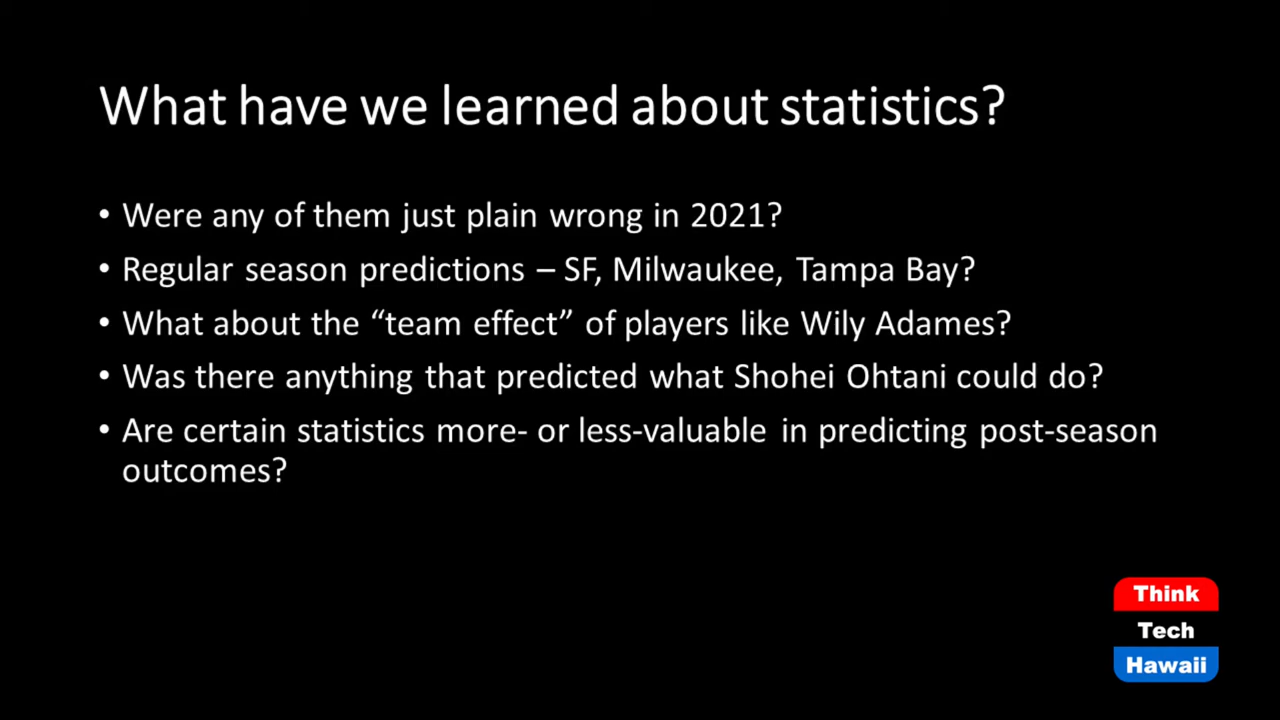 What have we learned about statistics?
• Were any of them just plain wrong in 2021?
• Regular season predictions – SF, Milwaukee, Tampa Bay?
• What about the “team effect” of players like Wily Adames?
• Was there anything that predicted what Shohei Ohtani could do?
• Are certain statistics more- or less-valuable in predicting post-season
outcomes?
Think
Tech
Hawaii